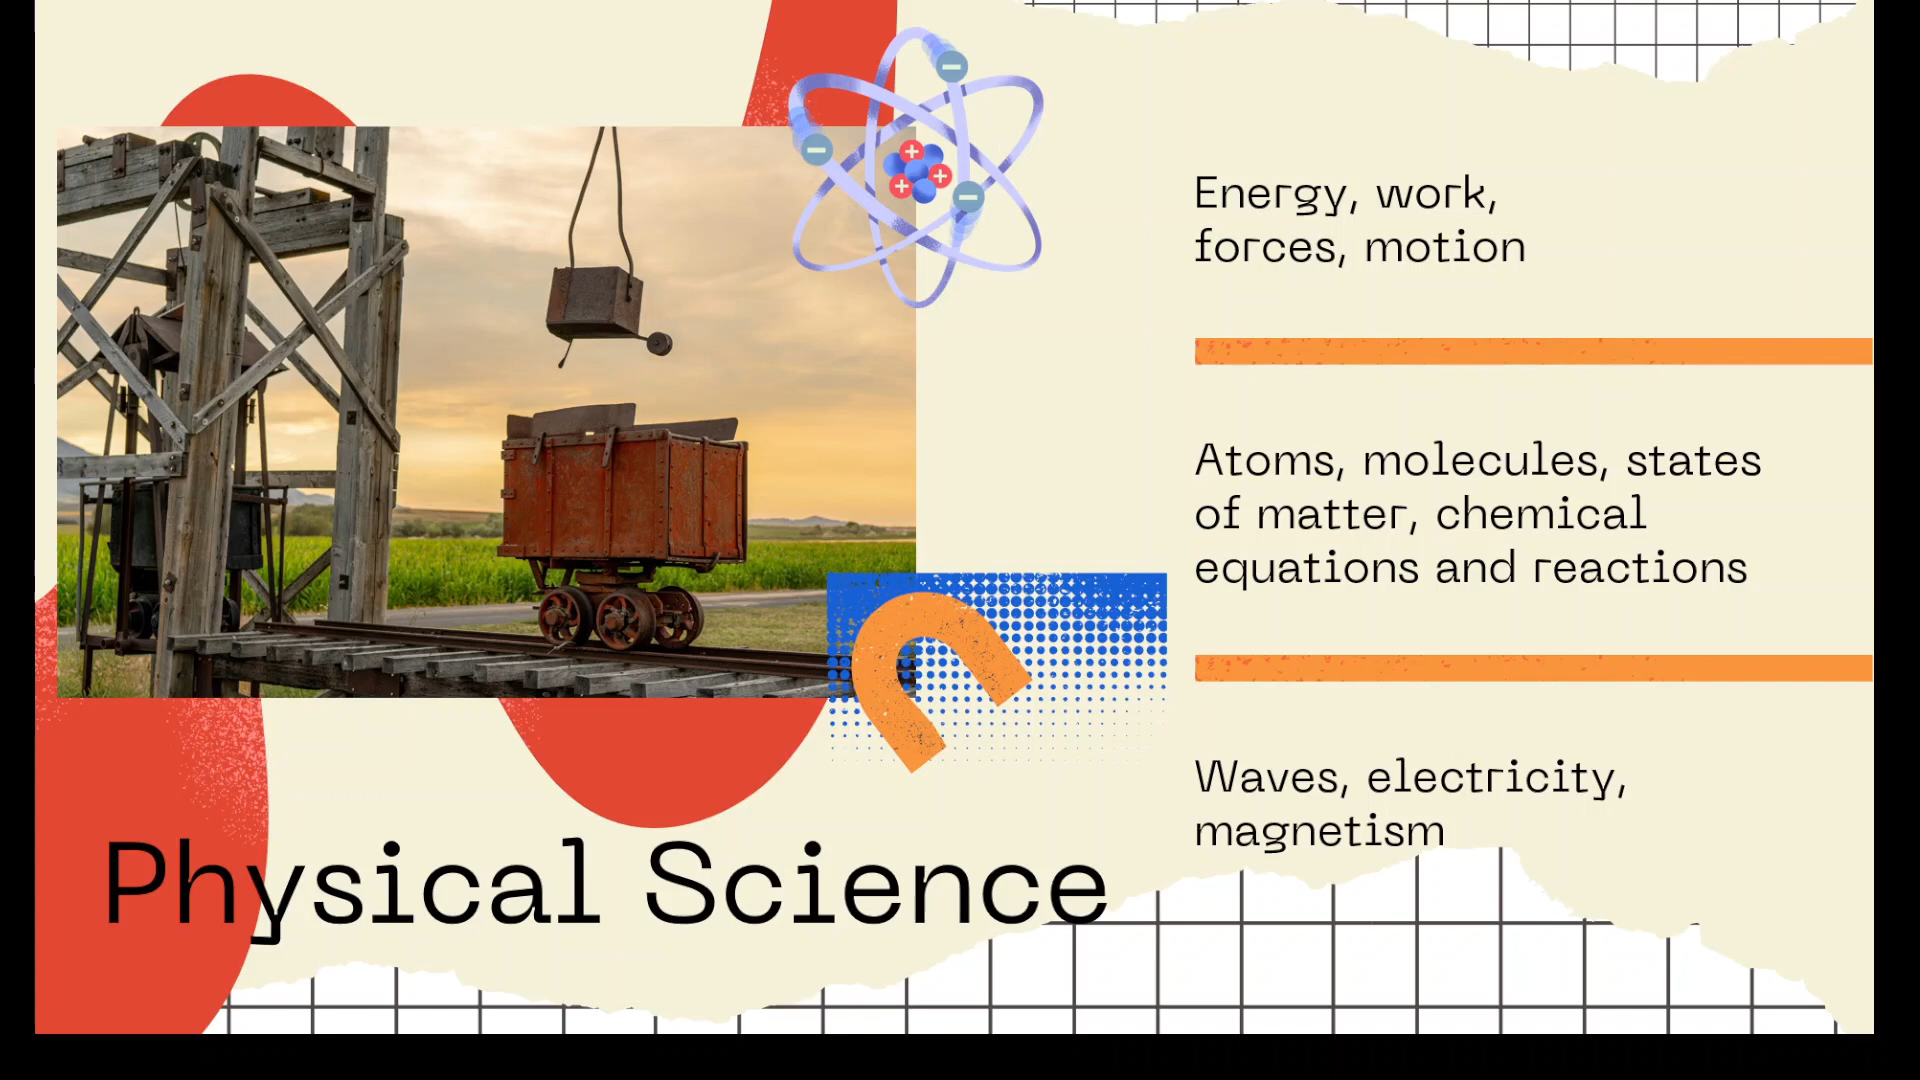 Energy, work,
forces, motion
Atoms, molecules, states
of matter, chemical
equations and reactions
Waves, electricity,
magnetism
Physical Science